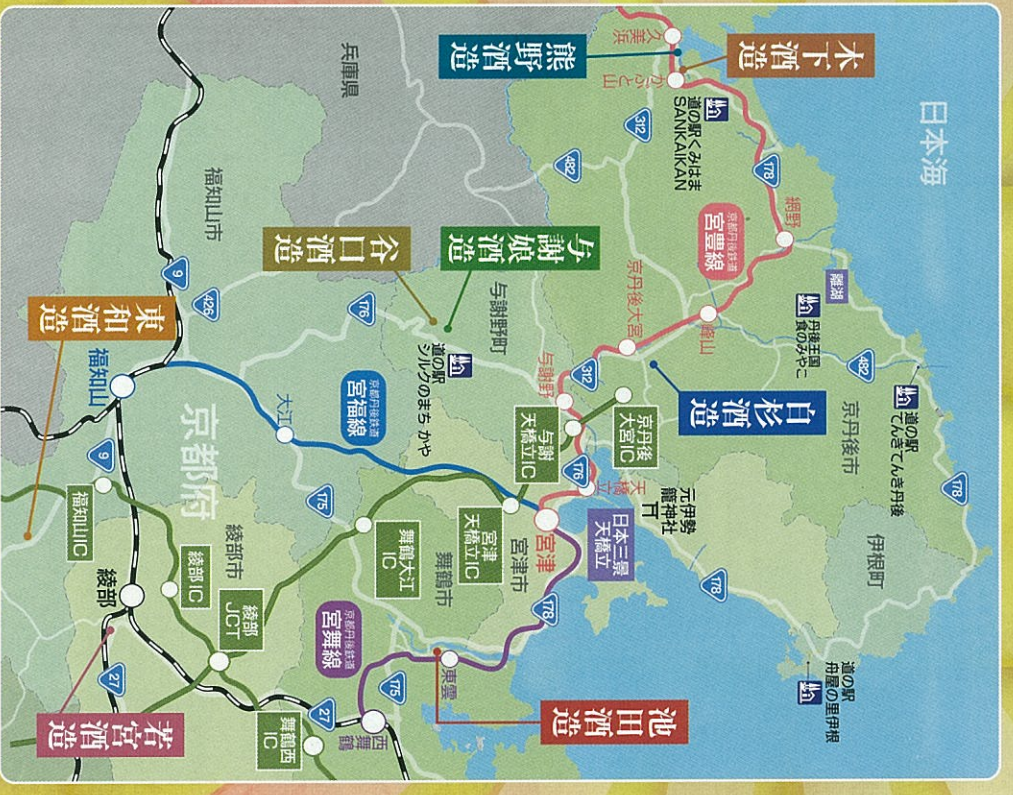 日本海
道の駅
てんきてんき丹後
178
482
伊根町
道の駅
舟屋の里伊根
離湖
丹後王国
食のみやこ
京丹後市
網野
178
峰山
白杉酒造
元伊勢
籠神社
178
木下酒造
道の駅くみはま
SANKAIKAN
久美浜
かぶと山
京都丹後鉄道
宮豊線
京丹後大宮
京丹後
大宮IC
312
482
312
与謝野
176
天橋立
日本三景
天橋立
熊野酒造
与謝
天橋立IC
宮津
宮津市
178
池田酒造
与謝野町
与謝娘酒造
宮津
天橋立IC
道の駅
シルクのまち かや
舞鶴市
東雲
兵庫県
谷口酒造
176
京都丹後鉄道
宮福線
舞鶴大江
IC
175
西舞鶴
京都丹後鉄道
宮舞線
大江
175
27
舞鶴西
IC
福知山市
426
9
京都府
綾部市
綾部
JCT
綾部IC
東和酒造
福知山
9
福知山IC
綾部
27
若宮酒造